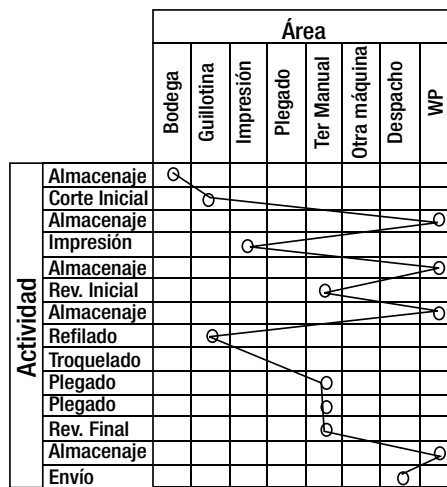 Área
Bodega
Guillotina
Impresión
Plegado
Ter Manual
Otra máquina
Despacho
WP
Actividad
Almacenaje
Corte Inicial
Almacenaje
Impresión
Almacenaje
Rev. Inicial
Almacenaje
Refilado
Troquelado
Plegado
Plegado
Rev. Final
Almacenaje
Envío